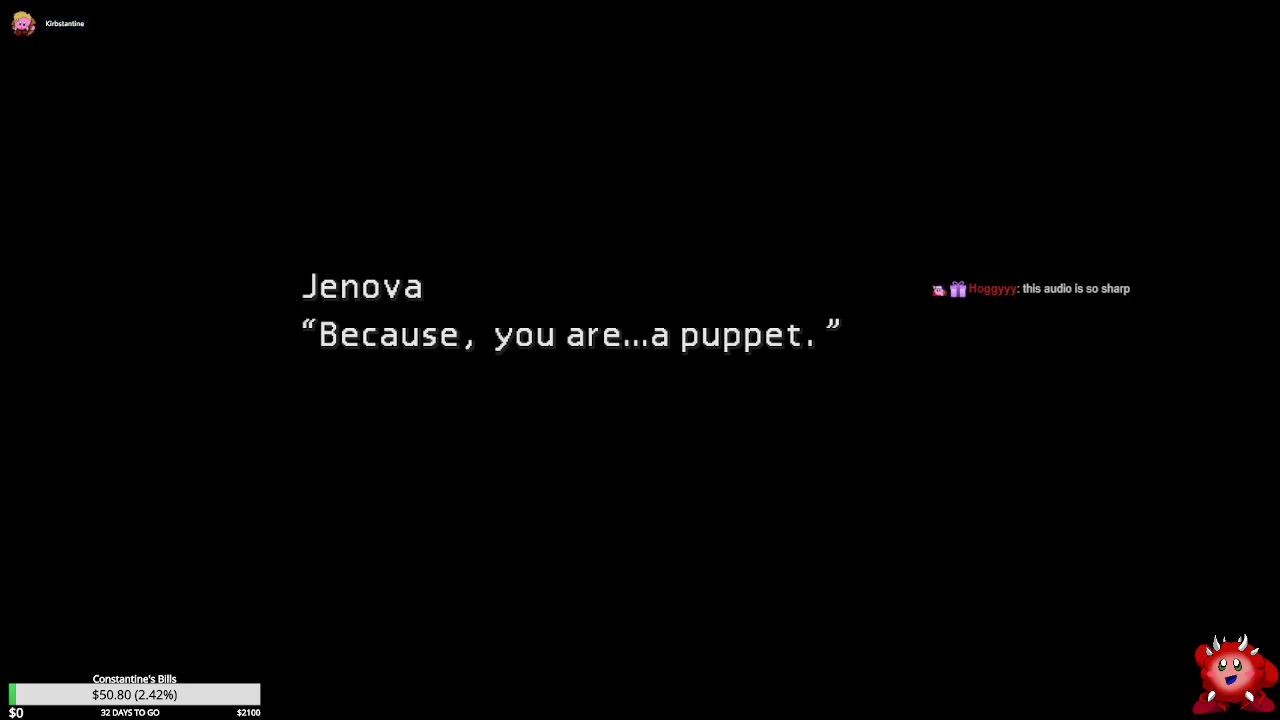 Kirbstantine
Jenova
“Because, you are…a puppet.”
Hoggyyy: this audio is so sharp
Constantine's Bills
$50.80 (2.42%)
$0 32 DAYS TO GO $2100